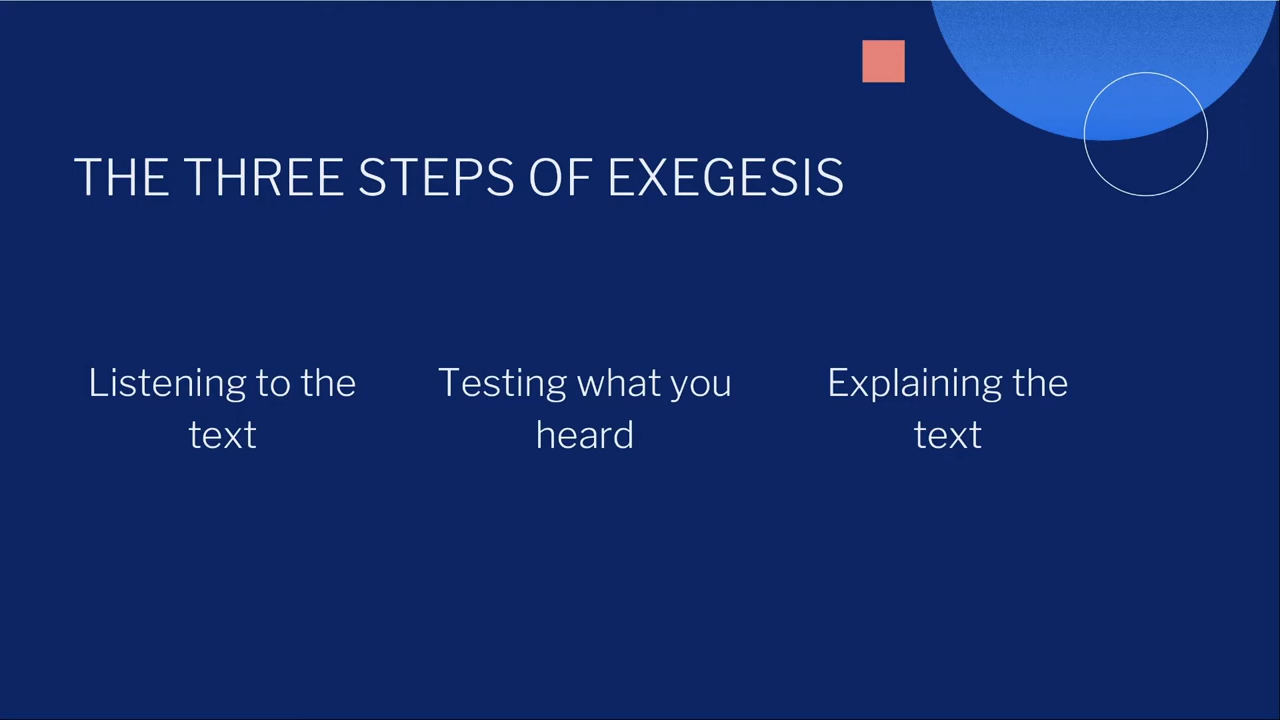 THE THREE STEPS OF EXEGESIS
Listening to the
text
Testing what you
heard
Explaining the
text